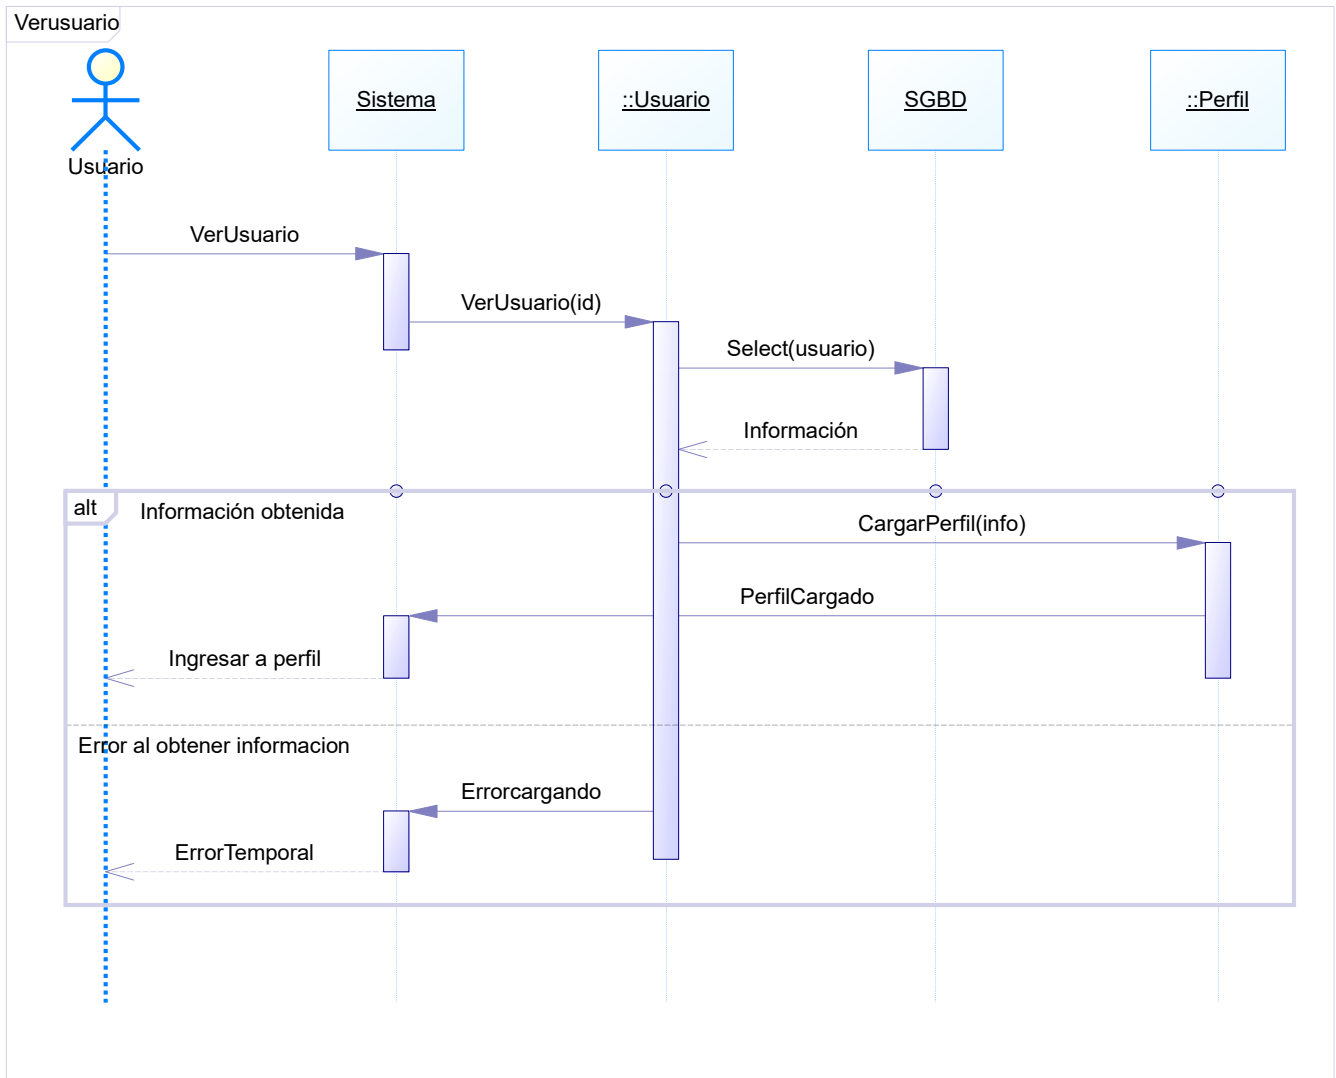 Verusuario
Usuario
Sistema
::Usuario
SGBD
::Perfil
VerUsuario
VerUsuario(id)
Select(usuario)
Información
alt
Información obtenida
CargarPerfil(info)
PerfilCargado
Ingresar a perfil
Error al obtener informacion
Errorcargando
ErrorTemporal